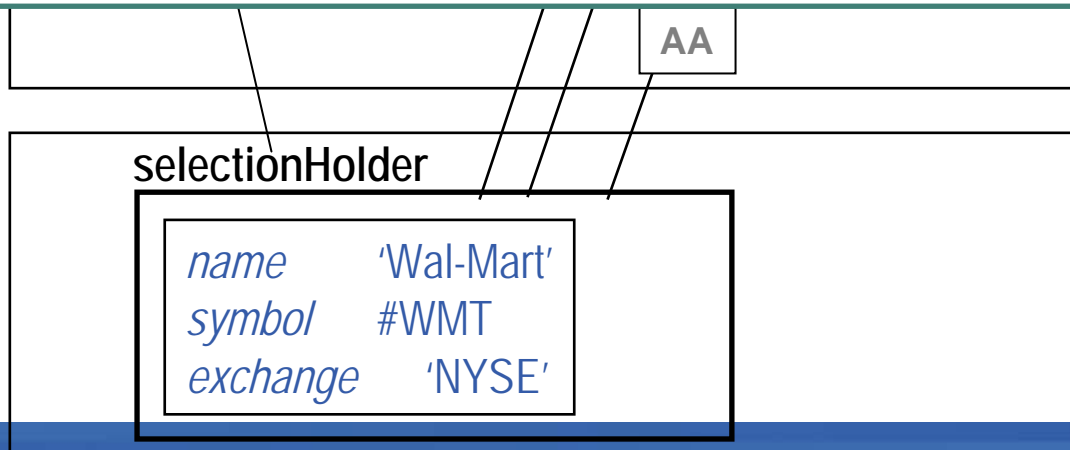 AA
selectionHolder
name ‘Wal-Mart’
symbol #WMT
exchange ‘NYSE’